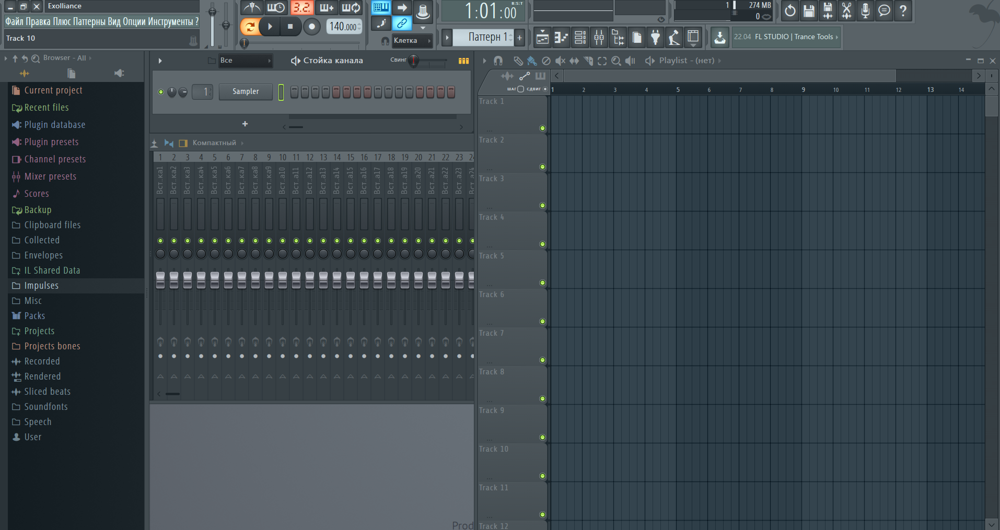 Exolliance
Файл Правка Плюс Паттерны Вид Опции Инструменты ?
Track 10
3.2.
140.000
Клетка
1:01:00
B:S:T
Паттерн 1
+
1
274 MB
0
?
22.04 FL STUDIO | Trance Tools
Browser - All
Current project
Recent files
Plugin database
Plugin presets
Channel presets
Mixer presets
Scores
Backup
Clipboard files
Collected
Envelopes
IL Shared Data
Impulses
Misc
Packs
Projects
Projects bones
Recorded
Rendered
Sliced beats
Soundfonts
Speech
User
Все
Стойка канала
Свинг
1
Sampler
+
Компактный
1 2 3 4 5 6 7 8 9 10 11 12 13 14 15 16 17 18 19 20 21 22 23 24
Вст..ка1 Вст..ка2 Вст..ка3 Вст..ка4 Вст..ка5 Вст..ка6 Вст..ка7 Вст..ка8 Вст..ка9 Вст..а10 Вст..а11 Вст..а12 Вст..а13 Вст..а14 Вст..а15 Вст..а16 Вст..а17 Вст..а18 Вст..а19 Вст..а20 Вст..а21 Вст..а22 Вст..а23 Вст..а24
Prod
Playlist - (нет)
ШАГ СДВИГ
1 2 3 4 5 6 7 8 9 10 11 12 13 14
Track 1
...
Track 2
...
Track 3
...
Track 4
...
Track 5
...
Track 6
...
Track 7
...
Track 8
...
Track 9
...
Track 10
...
Track 11
...
Track 12